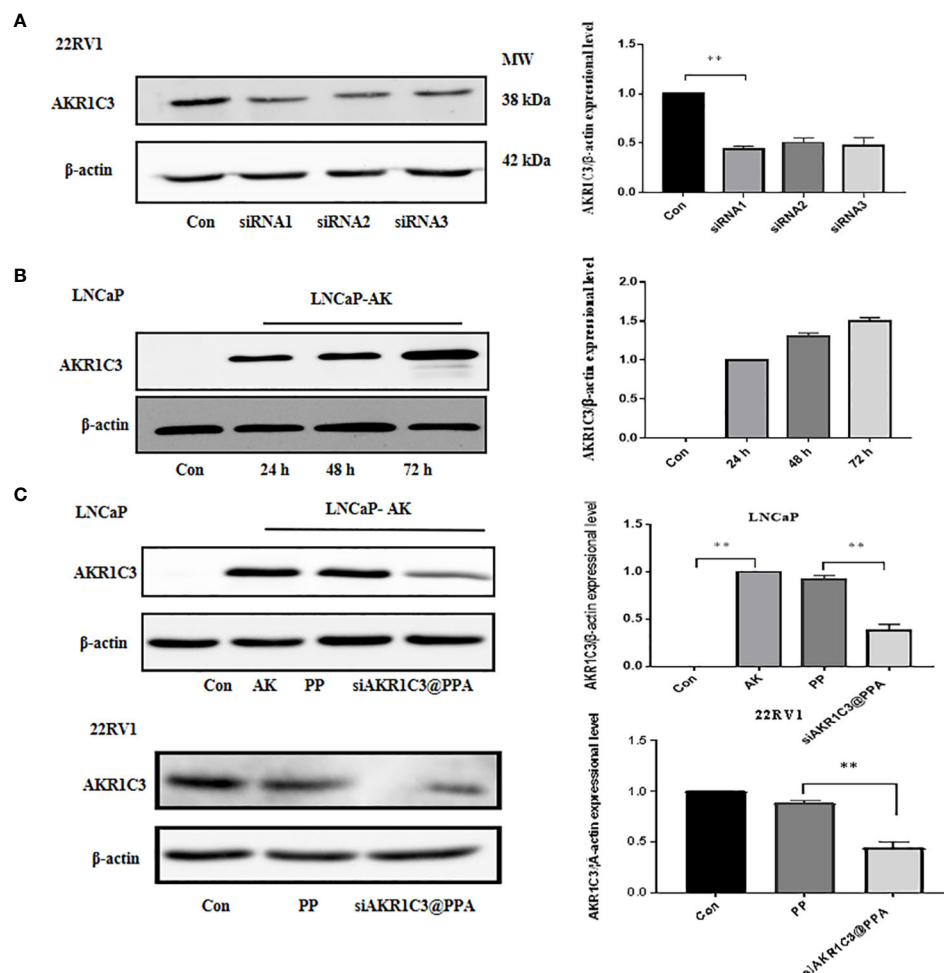 A
22RV1
MW
AKR1C3
38 kDa
β-actin
42 kDa
Con siRNA1 siRNA2 siRNA3
AKR1C3/β-actin expressional level
1.5
1.0
0.5
0.0
**
Con siRNA1 siRNA2 siRNA3
B
LNCaP
LNCaP-AK
AKR1C3
β-actin
Con 24 h 48 h 72 h
AKR1C3/β-actin expressional level
2.0
1.5
1.0
0.5
0.0
Con 24 h 48 h 72 h
C
LNCaP
LNCaP- AK
AKR1C3
β-actin
Con AK PP siAKR1C3@PPA
LNCaP
AKR1C3/β-actin expressional level
1.5
1.0
0.5
0.0
** **
Con AK PP siAKR1C3@PPA
22RV1
AKR1C3
β-actin
Con PP siAKR1C3@PPA
22RV1
1.5
1.0
0.5
0.0
**
Con PP siAKR1C3@PPA